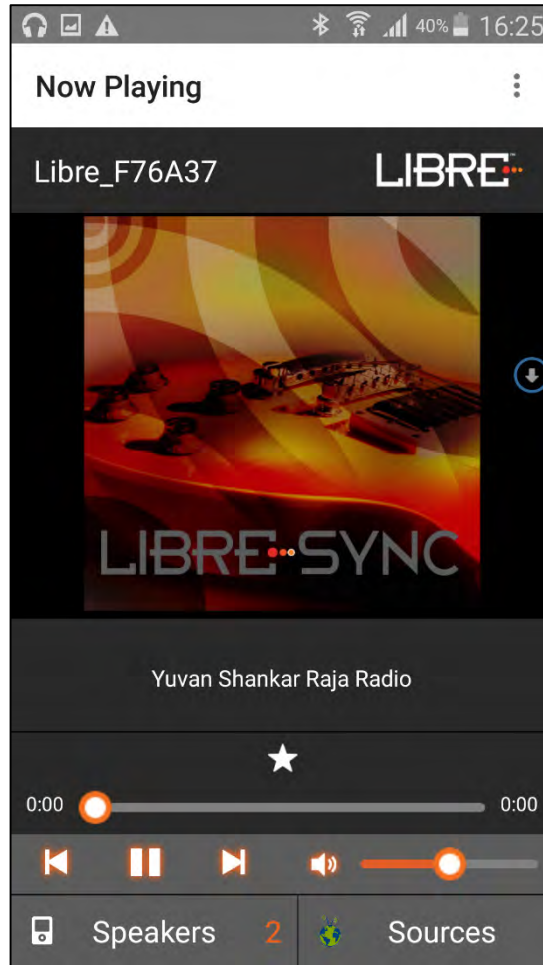 40% 16:25
Now Playing
Libre_F76A37
LIBRE™
LIBRE SYNC
Yuvan Shankar Raja Radio
0:00 0:00
Speakers 2 Sources